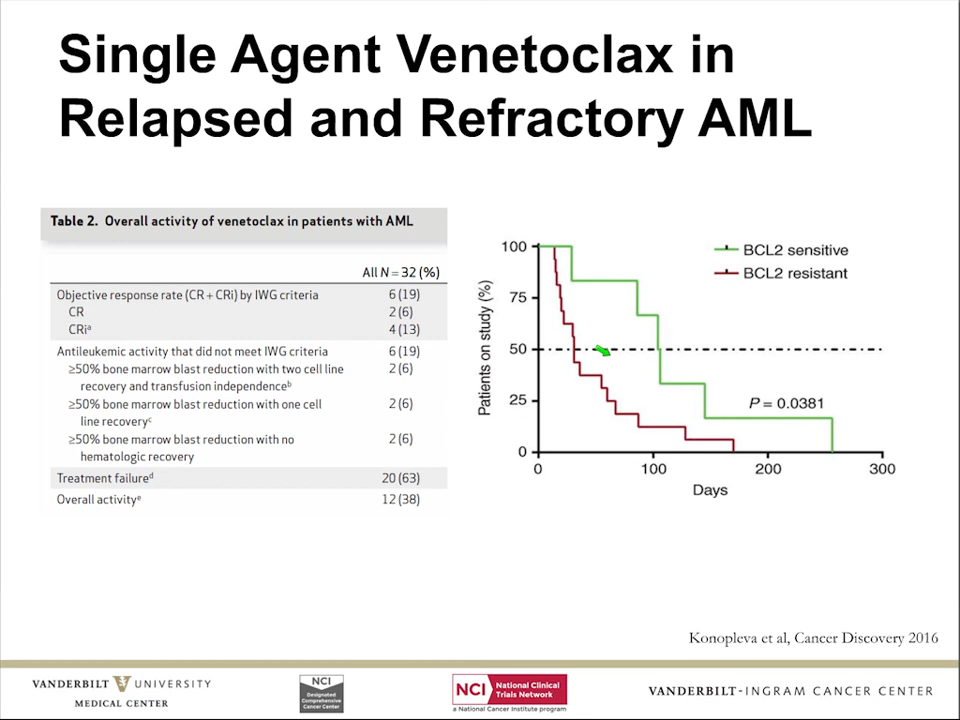 Single Agent Venetoclax in
Relapsed and Refractory AML
Table 2. Overall activity of venetoclax in patients with AML
All N = 32 (%)
Objective response rate (CR + CRi) by IWG criteria 6 (19)
CR 2 (6)
CRiᵃ 4 (13)
Antileukemic activity that did not meet IWG criteria 6 (19)
≥50% bone marrow blast reduction with two cell line 2 (6)
recovery and transfusion independenceᵇ
≥50% bone marrow blast reduction with one cell 2 (6)
line recoveryᶜ
≥50% bone marrow blast reduction with no 2 (6)
hematologic recovery
Treatment failureᵈ 20 (63)
Overall activityᵉ 12 (38)
BCL2 sensitive
BCL2 resistant
Patients on study (%)
100
75
50
25
0
P = 0.0381
0 100 200 300
Days
Konopleva et al, Cancer Discovery 2016
VANDERBILT V UNIVERSITY
MEDICAL CENTER
NCI
Designated
Comprehensive
Cancer Center
NCI National Clinical
Trials Network
a National Cancer Institute program
VANDERBILT-INGRAM CANCER CENTER